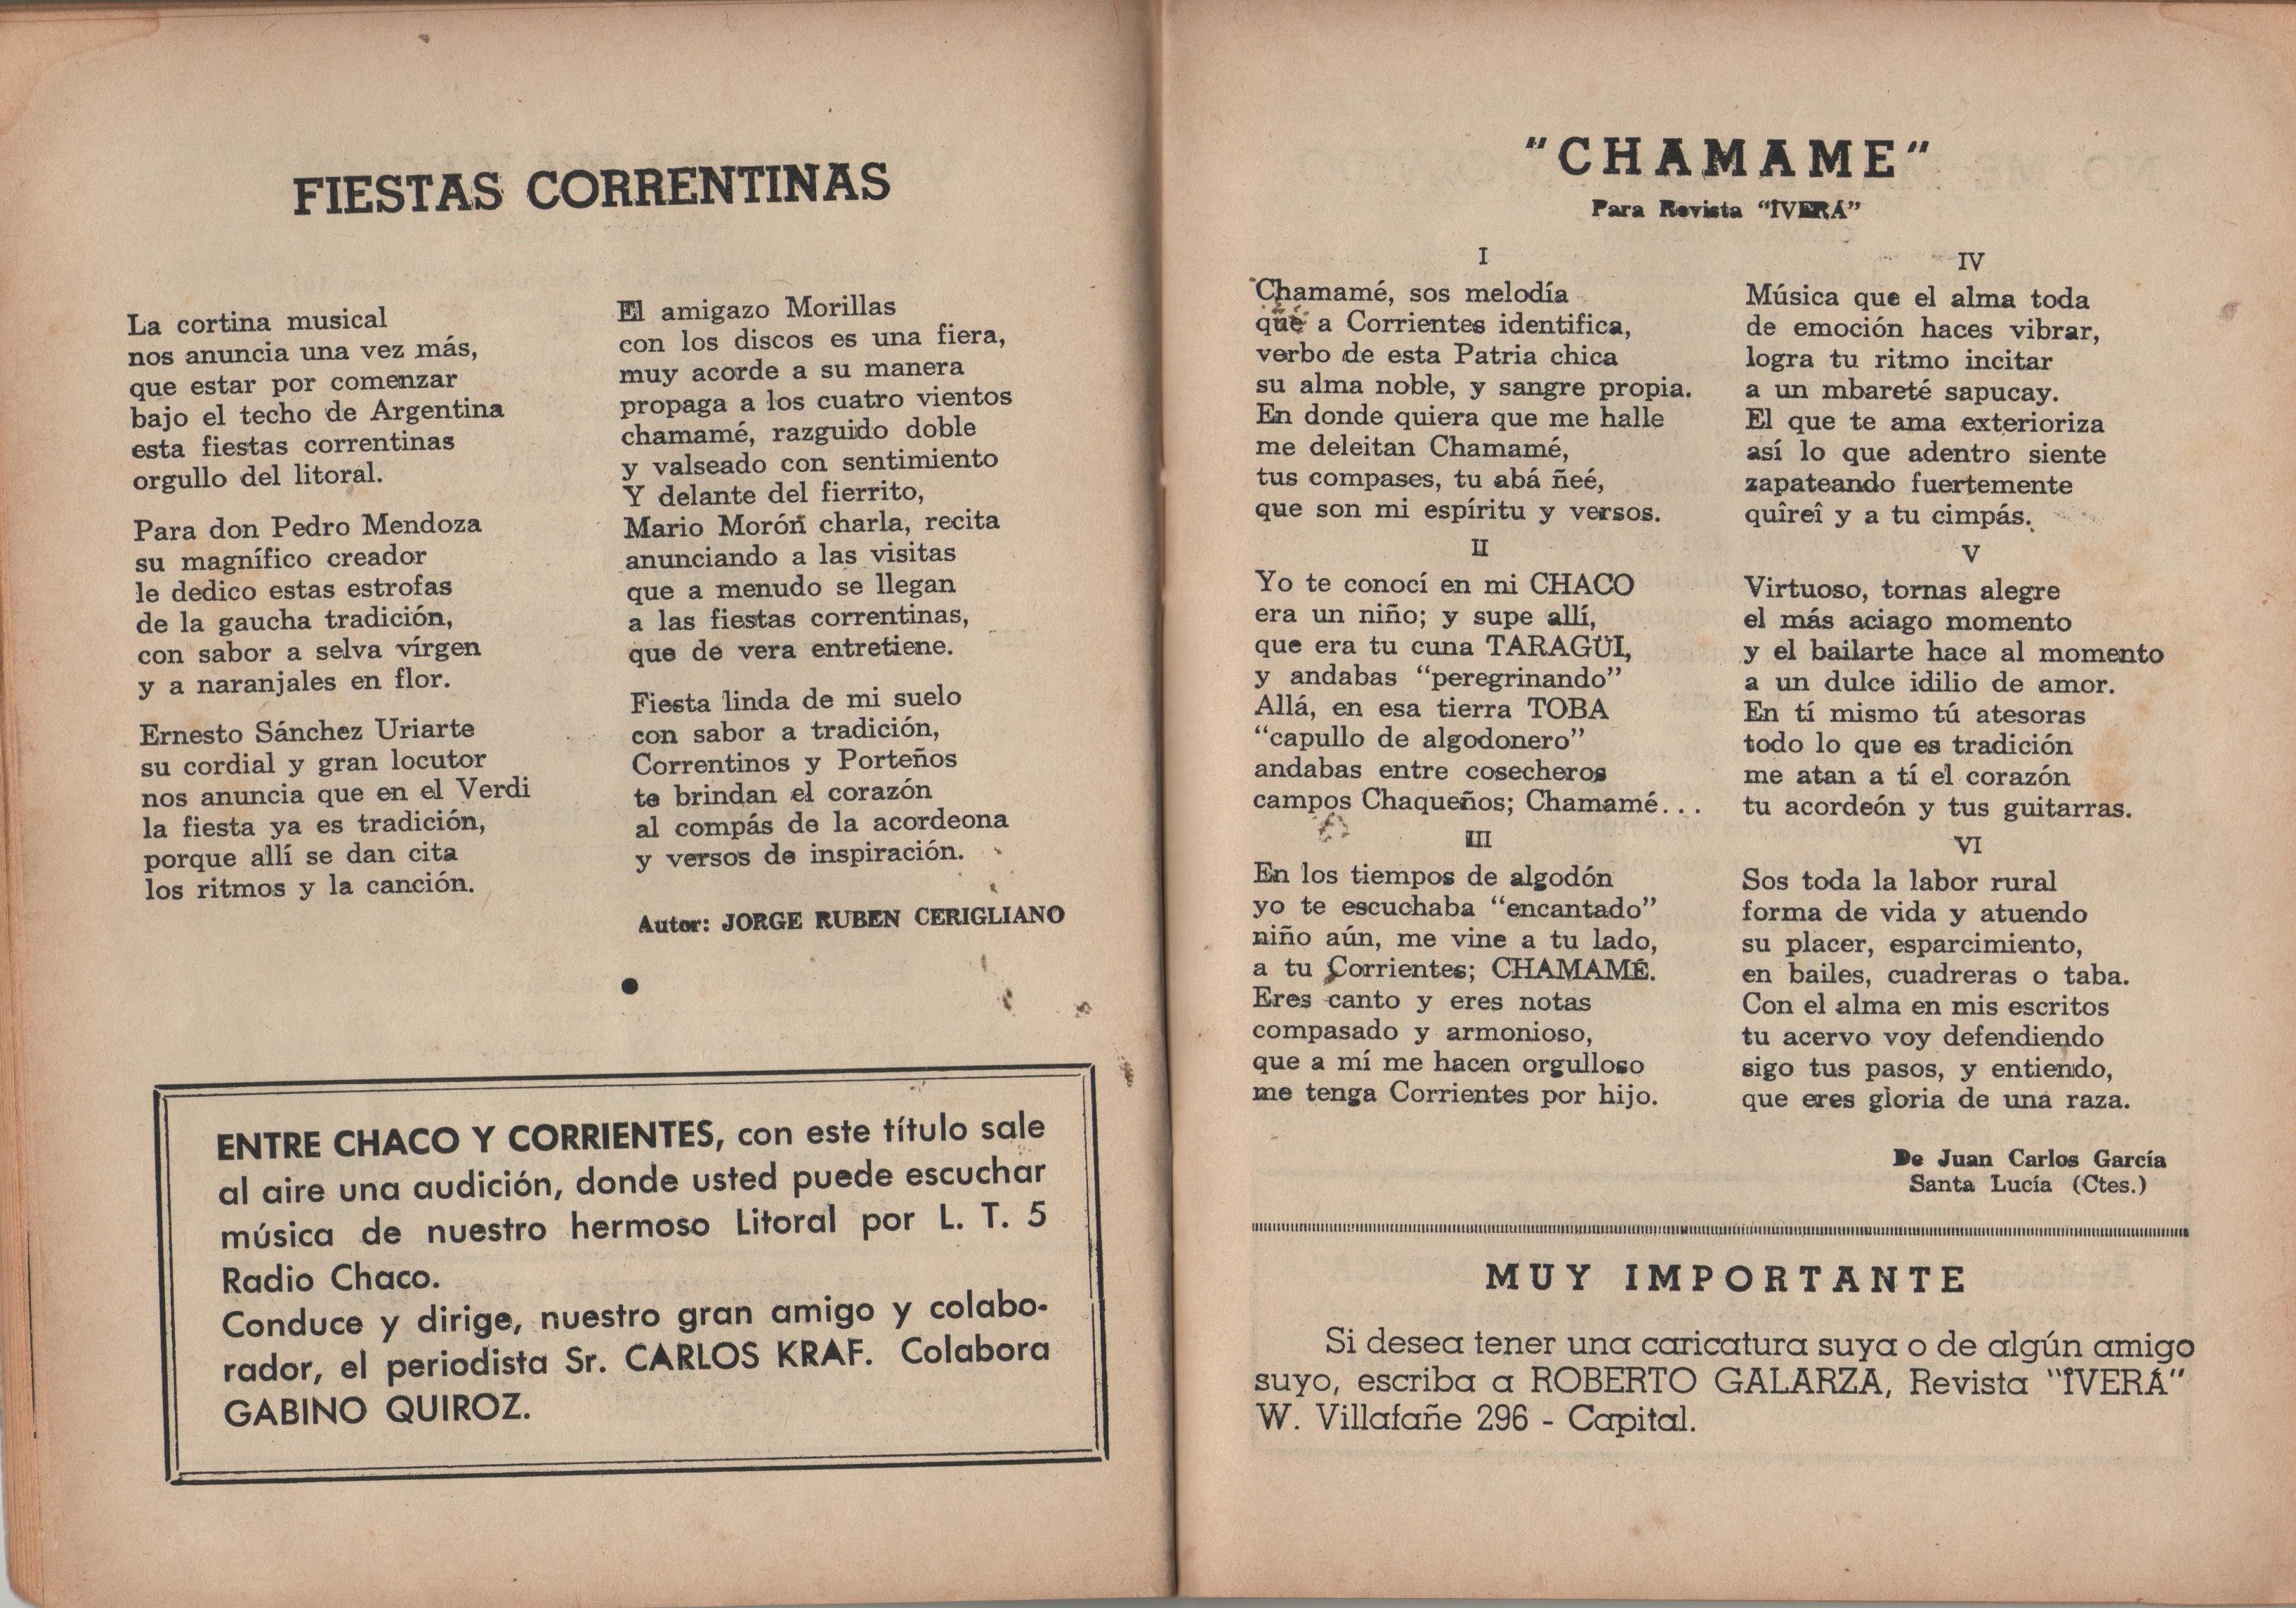 FIESTAS CORRENTINAS
La cortina musical
nos anuncia una vez más,
que estar por comenzar
bajo el techo de Argentina
esta fiestas correntinas
orgullo del litoral.
Para don Pedro Mendoza
su magnífico creador
le dedico estas estrofas
de la gaucha tradición,
con sabor a selva vírgen
y a naranjales en flor.
Ernesto Sánchez Uriarte
su cordial y gran locutor
nos anuncia que en el Verdi
la fiesta ya es tradición,
porque allí se dan cita
los ritmos y la canción.
El amigazo Morillas
con los discos es una fiera,
muy acorde a su manera
propaga a los cuatro vientos
chamamé, razguido doble
y valseado con sentimiento
Y delante del fierrito,
Mario Morón charla, recita
anunciando a las visitas
que a menudo se llegan
a las fiestas correntinas,
que de vera entretiene.
Fiesta linda de mi suelo
con sabor a tradición,
Correntinos y Porteños
te brindan el corazón
al compás de la acordeona
y versos de inspiración.
Autor: JORGE RUBEN CERIGLIANO
ENTRE CHACO Y CORRIENTES, con este título sale
al aire una audición, donde usted puede escuchar
música de nuestro hermoso Litoral por L. T. 5
Radio Chaco.
Conduce y dirige, nuestro gran amigo y colabo-
rador, el periodista Sr. CARLOS KRAF. Colabora
GABINO QUIROZ.
"CHAMAME"
Para Revista "ÎVERÁ"
I
Chamamé, sos melodía
que a Corrientes identifica,
verbo de esta Patria chica
su alma noble, y sangre propia.
En donde quiera que me halle
me deleitan Chamamé,
tus compases, tu abá ñeé,
que son mi espíritu y versos.
II
Yo te conocí en mi CHACO
era un niño; y supe allí,
que era tu cuna TARAGÜI,
y andabas "peregrinando"
Allá, en esa tierra TOBA
"capullo de algodonero"
andabas entre cosecheros
campos Chaqueños; Chamamé...
III
En los tiempos de algodón
yo te escuchaba "encantado"
niño aún, me vine a tu lado,
a tu Corrientes; CHAMAMÉ.
Eres canto y eres notas
compasado y armonioso,
que a mí me hacen orgulloso
me tenga Corrientes por hijo.
IV
Música que el alma toda
de emoción haces vibrar,
logra tu ritmo incitar
a un mbareté sapucay.
El que te ama exterioriza
así lo que adentro siente
zapateando fuertemente
quîreî y a tu cimpás.
V
Virtuoso, tornas alegre
el más aciago momento
y el bailarte hace al momento
a un dulce idilio de amor.
En tí mismo tú atesoras
todo lo que es tradición
me atan a tí el corazón
tu acordeón y tus guitarras.
VI
Sos toda la labor rural
forma de vida y atuendo
su placer, esparcimiento,
en bailes, cuadreras o taba.
Con el alma en mis escritos
tu acervo voy defendiendo
sigo tus pasos, y entiendo,
que eres gloria de una raza.
De Juan Carlos García
Santa Lucía (Ctes.)
MUY IMPORTANTE
Si desea tener una caricatura suya o de algún amigo
suyo, escriba a ROBERTO GALARZA, Revista "ÎVERÁ"
W. Villafañe 296 - Capital.